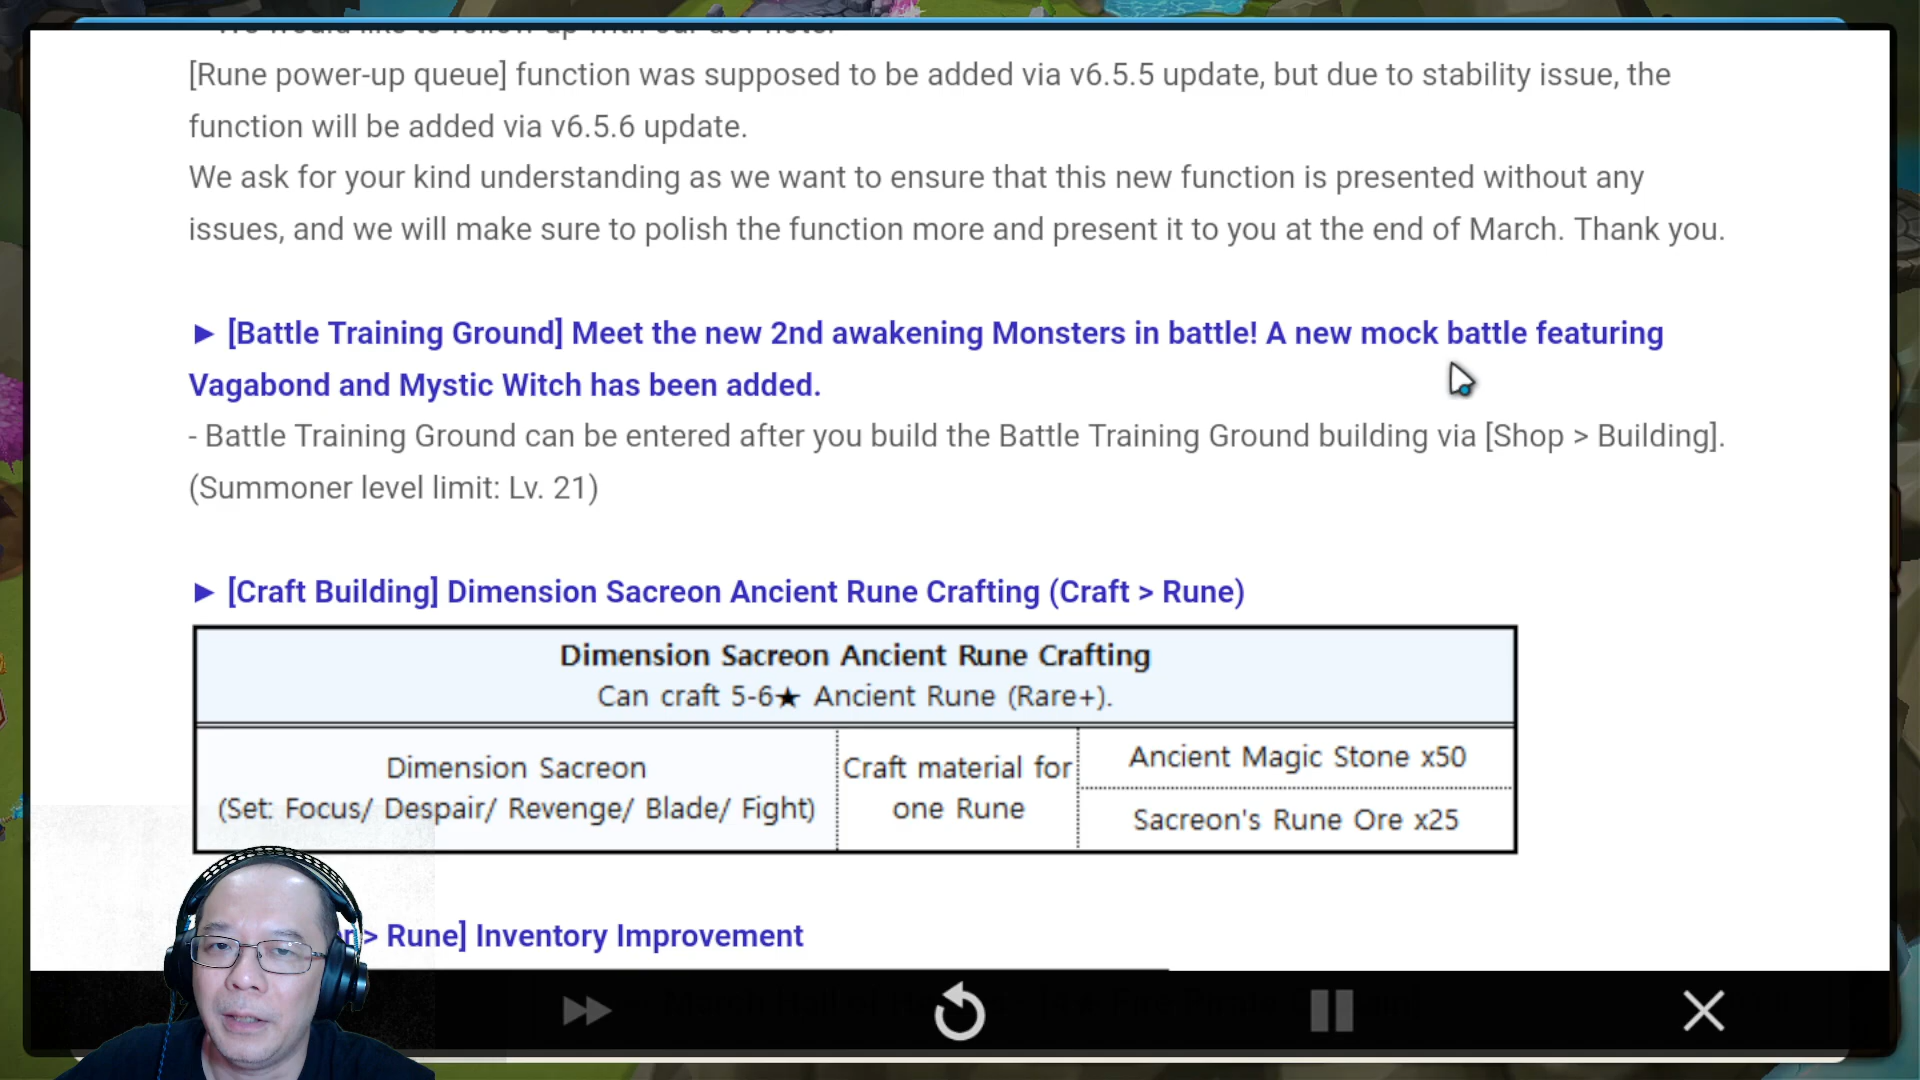 [Rune power-up queue] function was supposed to be added via v6.5.5 update, but due to stability issue, the
function will be added via v6.5.6 update.
We ask for your kind understanding as we want to ensure that this new function is presented without any
issues, and we will make sure to polish the function more and present it to you at the end of March. Thank you.
► [Battle Training Ground] Meet the new 2nd awakening Monsters in battle! A new mock battle featuring
Vagabond and Mystic Witch has been added.
- Battle Training Ground can be entered after you build the Battle Training Ground building via [Shop > Building].
(Summoner level limit: Lv. 21)
► [Craft Building] Dimension Sacreon Ancient Rune Crafting (Craft > Rune)
Dimension Sacreon Ancient Rune Crafting
Can craft 5-6★ Ancient Rune (Rare+).
Dimension Sacreon
(Set: Focus/ Despair/ Revenge/ Blade/ Fight)
Craft material for
one Rune
Ancient Magic Stone x50
Sacreon's Rune Ore x25
> Rune] Inventory Improvement